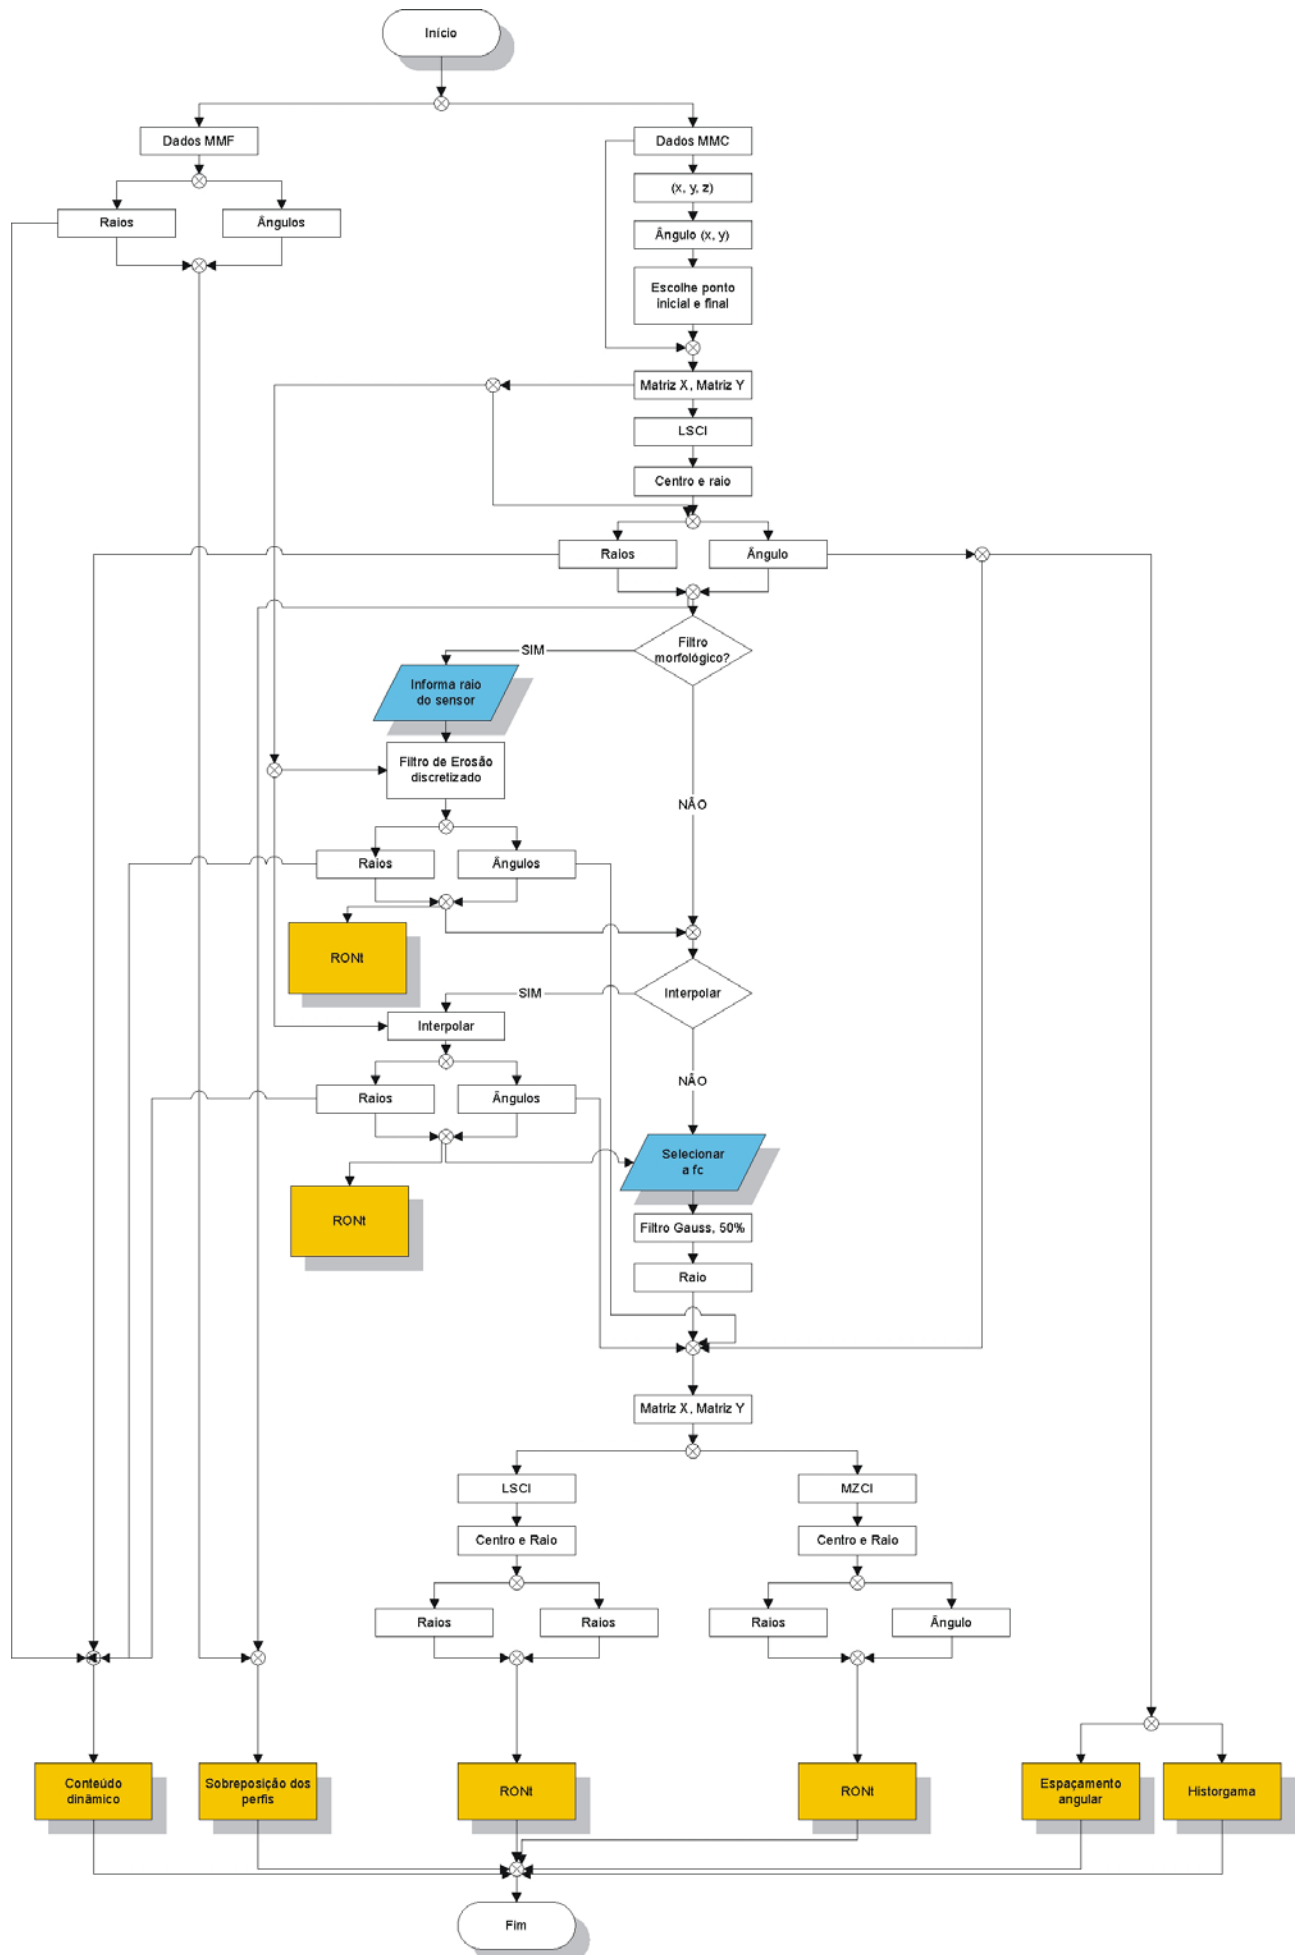 Início
Dados MMF
Dados MMC
(x, y, z)
Raios
Ângulos
Ângulo (x, y)
Escolhe ponto
inicial e final
Matriz X, Matriz Y
LSCI
Centro e raio
Raios
Ângulo
Filtro
morfológico?
SIM
Informa raio
do sensor
Filtro de Erosão
discretizado
NÃO
Raios
Ângulos
RONt
Interpolar
SIM
Interpolar
NÃO
Raios
Ângulos
Selecionar
a fc
RONt
Filtro Gauss, 50%
Raio
Matriz X, Matriz Y
LSCI
MZCI
Centro e Raio
Centro e Raio
Raios
Raios
Raios
Ângulo
Conteúdo
dinâmico
Sobreposição dos
perfis
RONt
RONt
Espaçamento
angular
Historgama
Fim